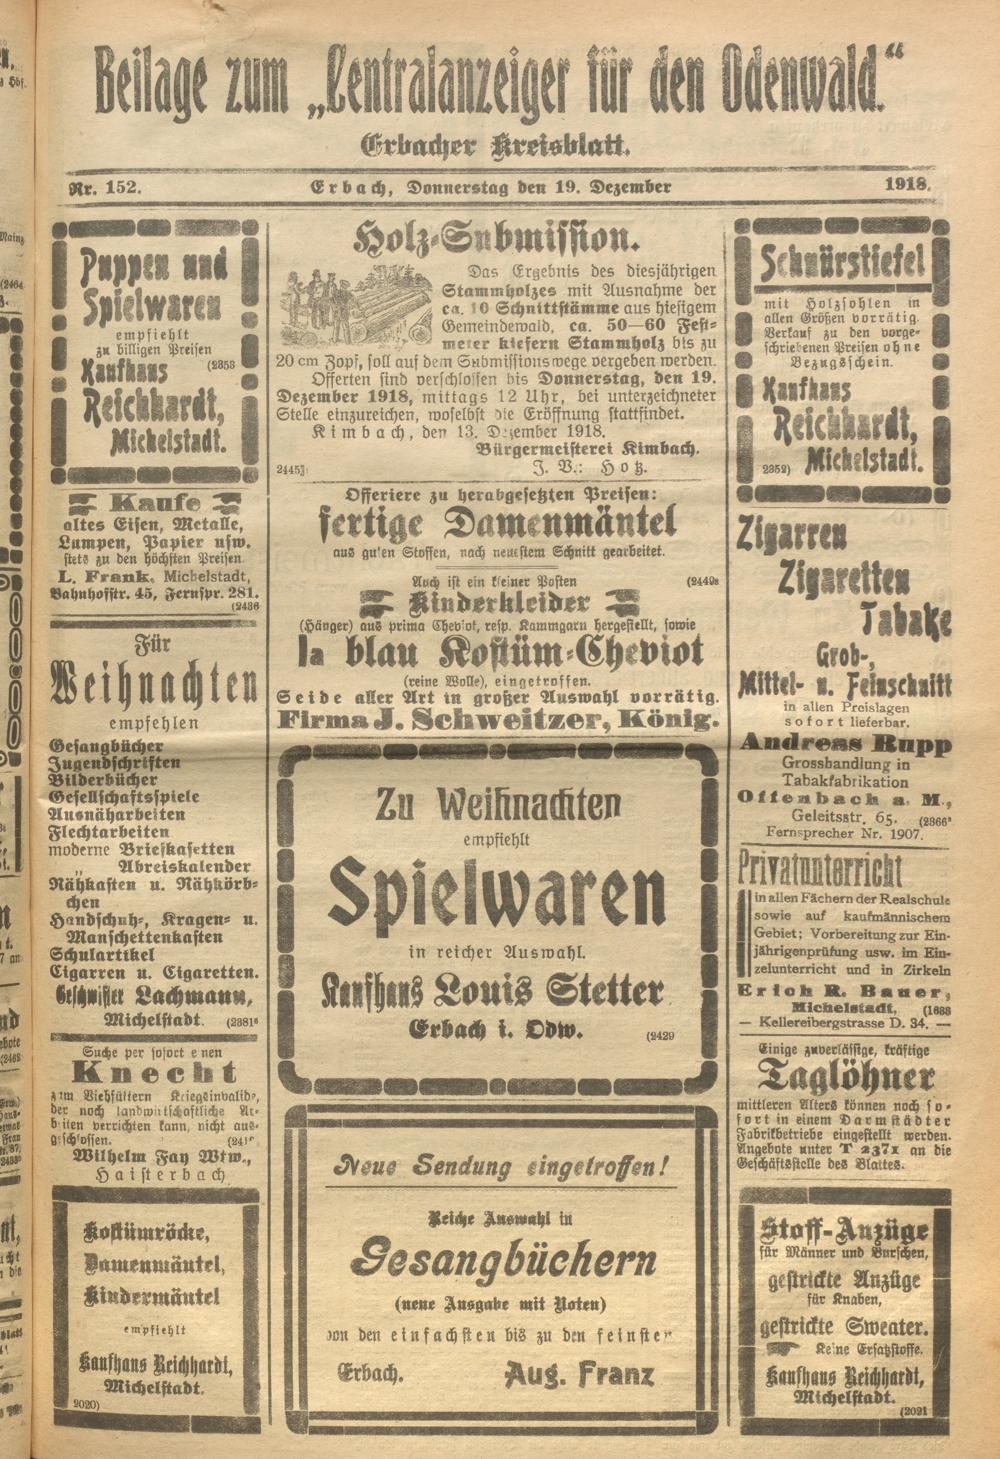 Beilage zum „Centralanzeiger für den Odenwald.“
Erbacher Kreisblatt.
Nr. 152.
Erbach, Donnerstag den 19. Dezember
1918.
Puppen und
Spielwaren
empfiehlt
zu billigen Preisen
Kaufhaus (2353
Reichhardt,
Michelstadt.
Kaufe
altes Eisen, Metalle,
Lumpen, Papier usw.
stets zu den höchsten Preisen.
L. Frank, Michelstadt,
Bahnhofstr. 45, Fernspr. 281.
(2436
Für
Weihnachten
empfehlen
Gesangbücher
Jugendschriften
Bilderbücher
Gesellschaftsspiele
Ausnäharbeiten
Flechtarbeiten
moderne Briefkasetten
Abreiskalender
Nähkasten u. Nähkörb-
chen
Handschuh-, Kragen- u.
Manschettenkasten
Schulartikel
Cigarren u. Cigaretten.
Geschwister Lachmann,
Michelstadt. (2381*
Suche per sofort einen
Knecht
zum Viehfüttern Kriegsinvalide,
der noch landwirtschaftliche Ar-
beiten verrichten kann, nicht aus-
geschlossen.
Wilhelm Fay Wtw.,
Haisterbach
Kostümröcke,
Damenmäntel,
Kindermäntel
empfiehlt
Kaufhaus Reichhardt,
Michelstadt.
2020)
Holz-Submission.
Das Ergebnis des diesjährigen
Stammholzes mit Ausnahme der
ca. 10 Schnittstämme aus hiesigem
Gemeindewald, ca. 50—60 Fest-
meter kiefern Stammholz bis zu
20 cm Zopf, soll auf dem Submissionswege vergeben werden.
Offerten sind verschlossen bis Donnerstag, den 19.
Dezember 1918, mittags 12 Uhr, bei unterzeichneter
Stelle einzureichen, woselbst die Eröffnung stattfindet.
Kimbach, den 13. Dezember 1918.
Bürgermeisterei Kimbach.
2445) J. V.: Hotz.
Offeriere zu herabgesetzten Preisen:
fertige Damenmäntel
aus guten Stoffen, nach neuestem Schnitt gearbeitet.
Auch ist ein kleiner Posten (2449a
Kinderkleider
(Hänger) aus prima Cheviot, resp. Kammgarn hergestellt, sowie
Ia blau Kostüm-Cheviot
(reine Wolle), eingetroffen.
Seide aller Art in großer Auswahl vorrätig.
Firma J. Schweitzer, König.
Zu Weihnachten
empfiehlt
Spielwaren
in reicher Auswahl.
Kaufhaus Louis Stetter
Erbach i. Odw. (2429
Neue Sendung eingetroffen!
Reiche Auswahl in
Gesangbüchern
(neue Ausgabe mit Noten)
von den einfachsten bis zu den feinsten
Erbach. Aug. Franz
Schnürstiefel
mit Holzsohlen in
allen Größen vorrätig.
Verkauf zu den vorge-
schriebenen Preisen ohne
Bezugsschein.
Kaufhaus
Reichhardt,
2352) Michelstadt.
Zigarren
Zigaretten
Tabake
Grob-,
Mittel- u. Feinschnitt
in allen Preislagen
sofort lieferbar.
Andreas Rupp
Grosshandlung in
Tabakfabrikation
Offenbach a. M.,
Geleitsstr. 65. (2366*
Fernsprecher Nr. 1907.
Privatunterricht
in allen Fächern der Realschule
sowie auf kaufmännischem
Gebiet; Vorbereitung zur Ein-
jährigenprüfung usw. im Ein-
zelunterricht und in Zirkeln
Erich R. Bauer,
Michelstadt, (1683
— Kellereibergstrasse D. 34. —
Einige zuverlässige, kräftige
Taglöhner
mittleren Alters können noch so-
fort in einem Darmstädter
Fabrikbetriebe eingestellt werden.
Angebote unter T 2371 an die
Geschäftsstelle des Blattes.
Stoff-Anzüge
für Männer und Burschen,
gestrickte Anzüge
für Knaben,
gestrickte Sweater.
Keine Ersatzstoffe.
Kaufhaus Reichhardt,
Michelstadt.
(2021